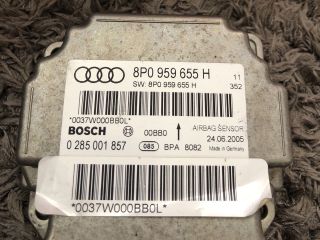 8P0 959 655 H
SW: 8P0 959 655 H
11
352
*0037W000BB0L*
BOSCH
00BB0
AIRBAG SENSOR
24.06.2005
0 285 001 857
085
BPA 8082
Made in Germany
*0037W000BB0L*